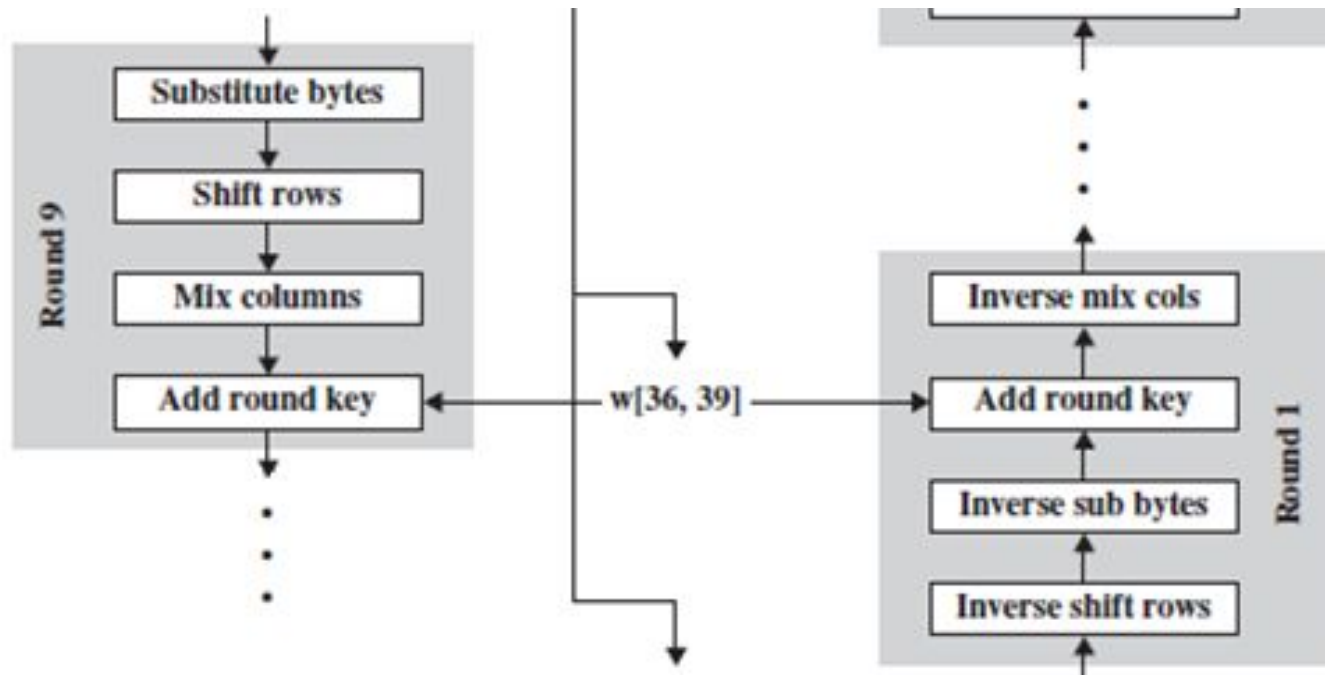 Round 9
Substitute bytes
Shift rows
Mix columns
Add round key
w[36, 39]
Inverse mix cols
Add round key
Inverse sub bytes
Inverse shift rows
Round 1